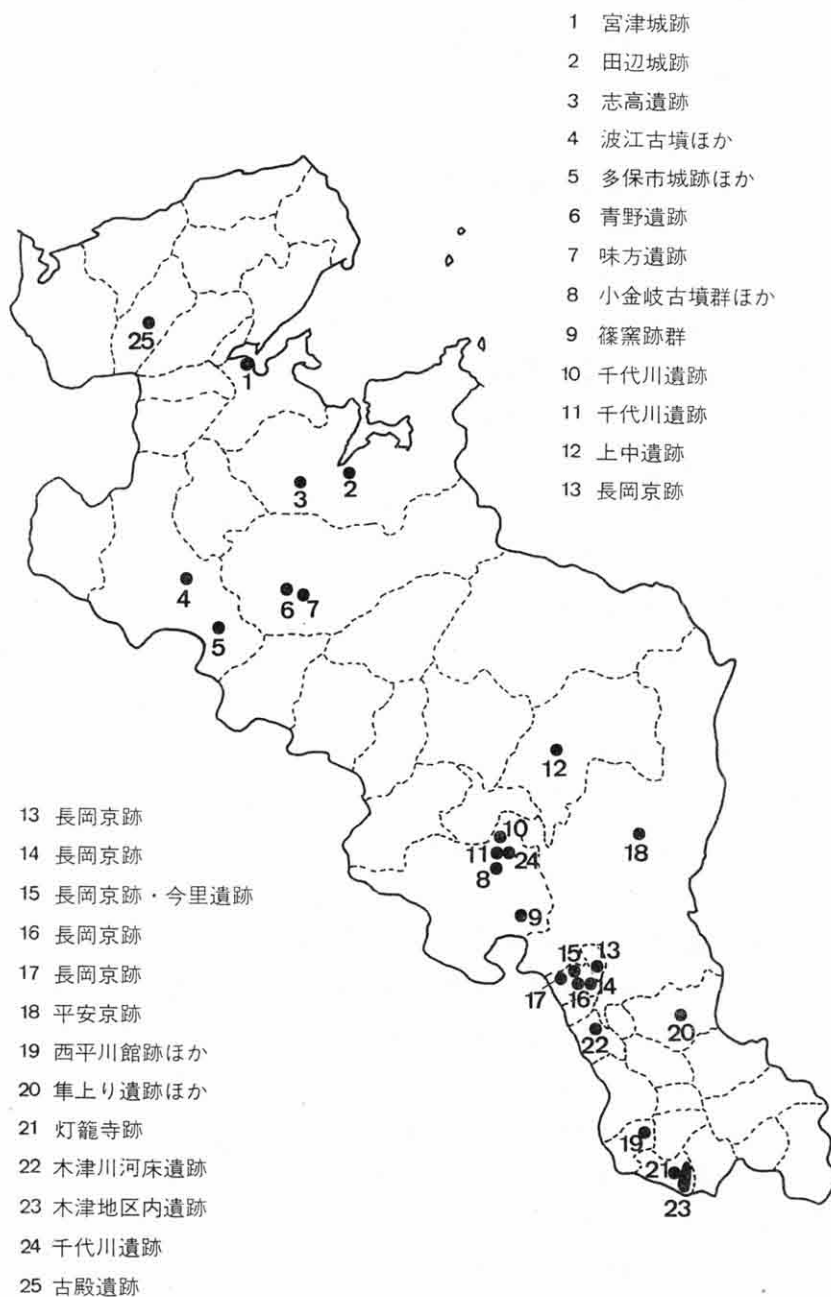 1 宮津城跡
2 田辺城跡
3 志高遺跡
4 波江古墳ほか
5 多保市城跡ほか
6 青野遺跡
7 味方遺跡
8 小金岐古墳群ほか
9 篠窯跡群
10 千代川遺跡
11 千代川遺跡
12 上中遺跡
13 長岡京跡
25
1
3
2
4
6
7
5
12
10
11
24
8
18
9
15
13
17
16
14
20
22
19
21
23
13 長岡京跡
14 長岡京跡
15 長岡京跡・今里遺跡
16 長岡京跡
17 長岡京跡
18 平安京跡
19 西平川館跡ほか
20 隼上り遺跡ほか
21 灯籠寺跡
22 木津川河床遺跡
23 木津地区内遺跡
24 千代川遺跡
25 古殿遺跡